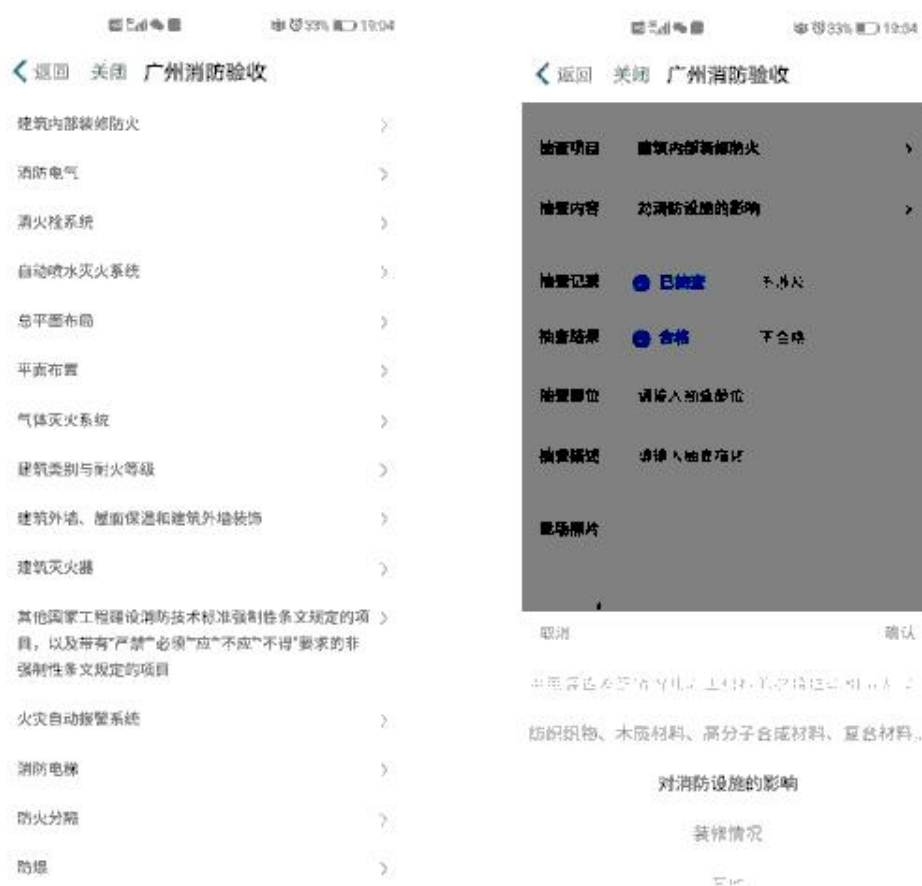 33% 19:04
返回 关闭 广州消防验收
建筑内部装修防火
消防电气
消火栓系统
自动喷水灭火系统
总平面布局
平面布置
气体灭火系统
建筑类别与耐火等级
建筑外墙、屋面保温和建筑外墙装饰
建筑灭火器
其他国家工程建设消防技术标准强制性条文规定的项
目，以及带有“严禁”“必须”“应”“不应”“不得”要求的非
强制性条文规定的项目
火灾自动报警系统
消防电梯
防火分隔
防爆
33% 19:04
返回 关闭 广州消防验收
抽查项目 建筑内部装修防火
抽查内容 对消防设施的影响
抽查记录 已抽查 不涉及
抽查结果 合格 不合格
抽查部位 请输入抽查部位
抽查描述 请输入抽查描述
现场照片
取消 确认
纺织织物、木质材料、高分子合成材料、复合材料...
对消防设施的影响
装修情况